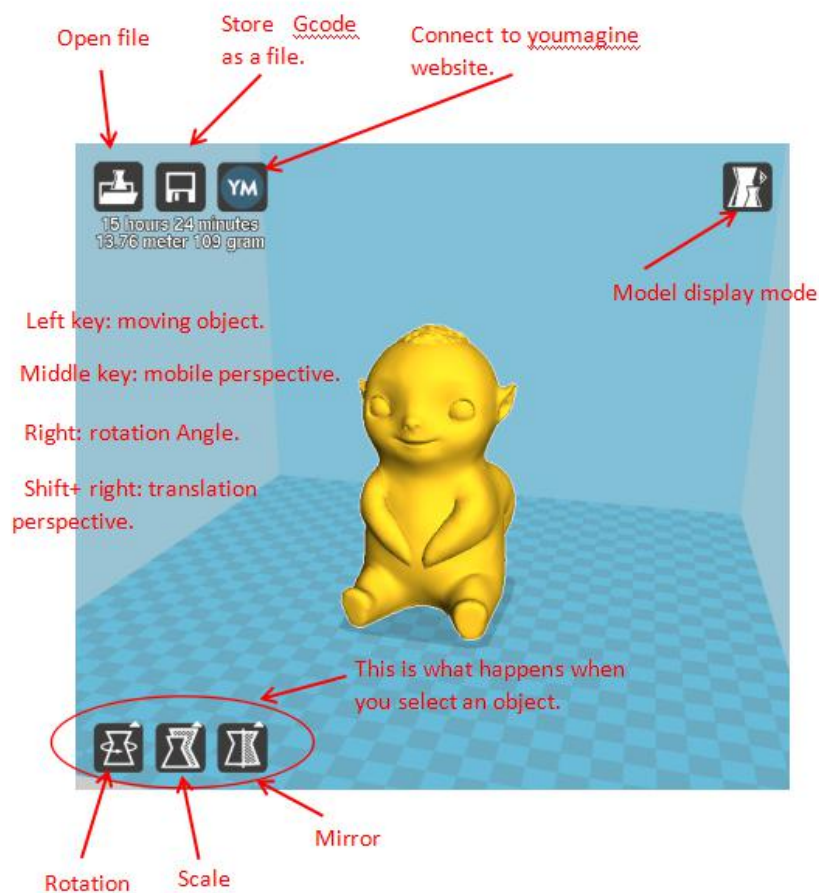 Open file
Store Gcode
as a file.
Connect to youmagine
website.
YM
15 hours 24 minutes
13.76 meter 109 gram
Model display mode
Left key: moving object.
Middle key: mobile perspective.
Right: rotation Angle.
Shift+ right: translation
perspective.
This is what happens when
you select an object.
Mirror
Rotation
Scale